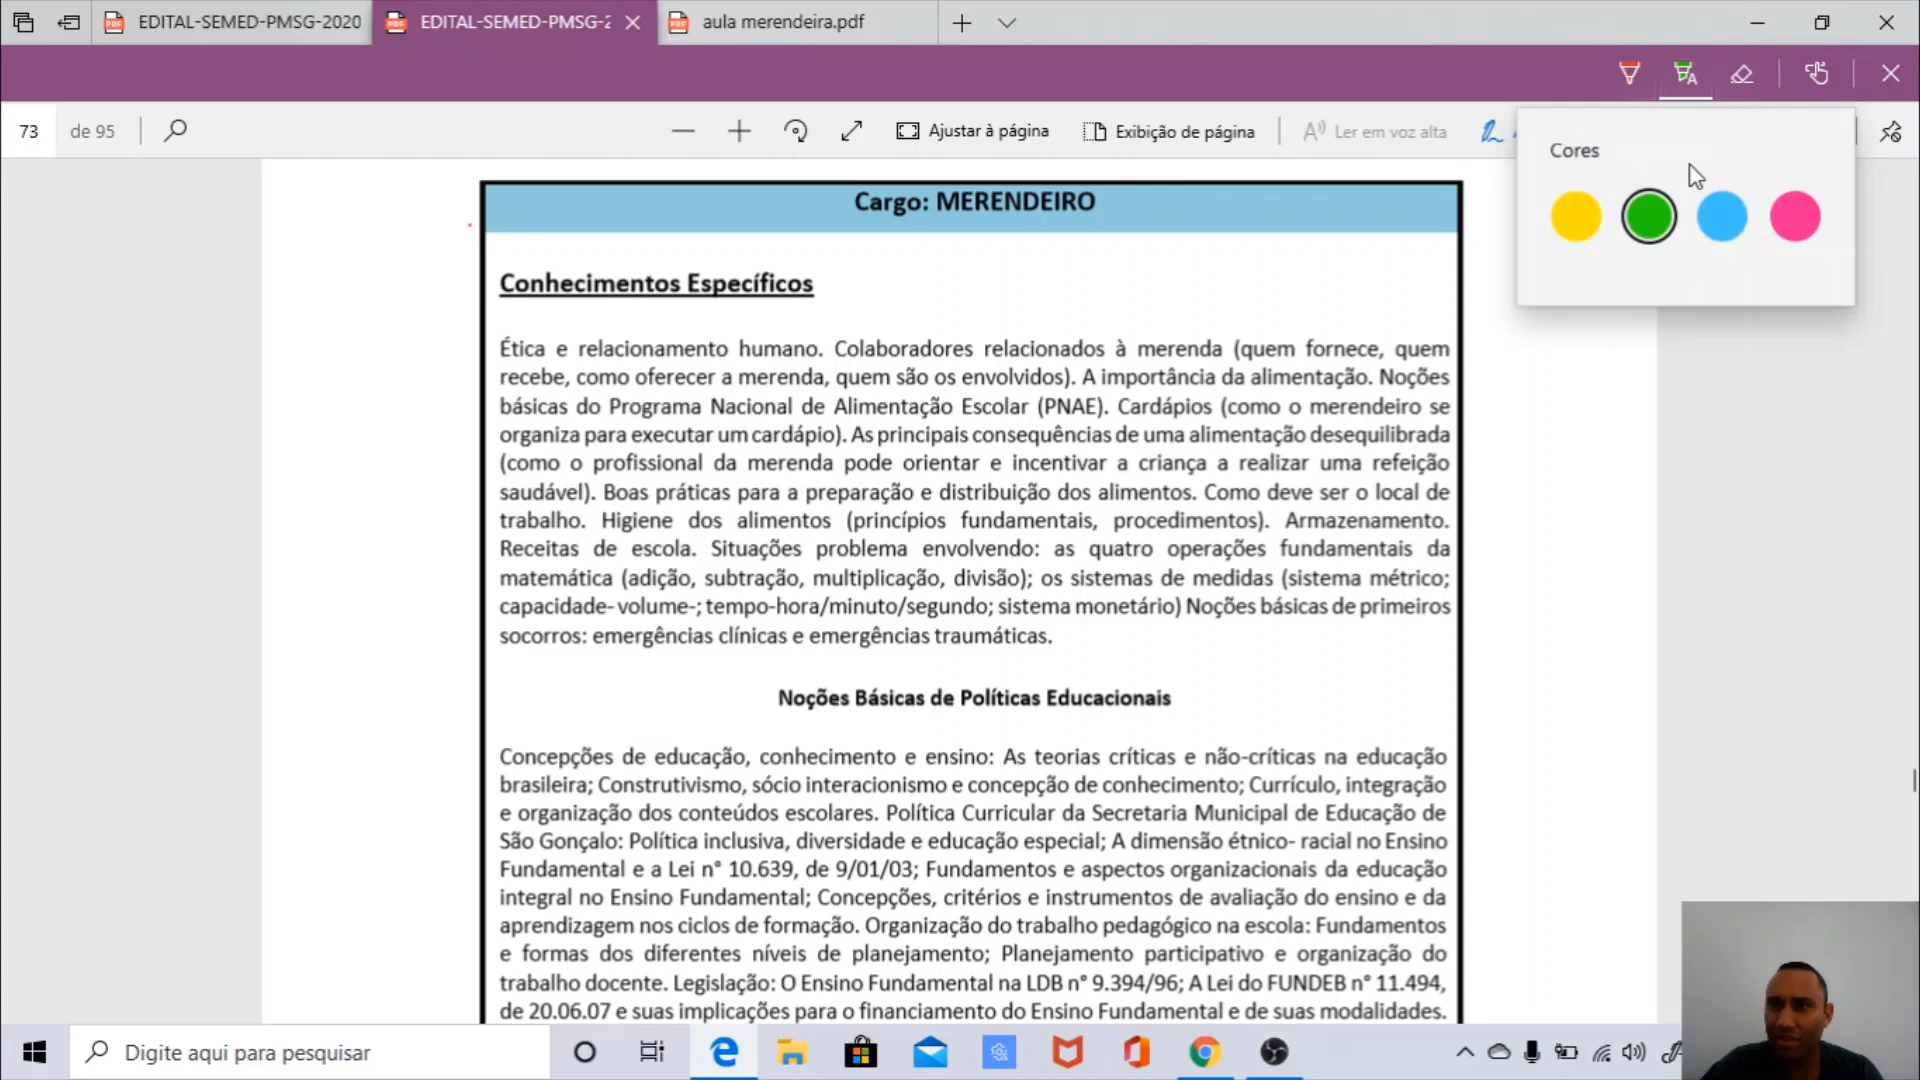 EDITAL-SEMED-PMSG-2020
EDITAL-SEMED-PMSG-2
aula merendeira.pdf
73 de 95
Ajustar à página
Exibição de página
Ler em voz alta
Cores
Cargo: MERENDEIRO
Conhecimentos Específicos
Ética e relacionamento humano. Colaboradores relacionados à merenda (quem fornece, quem
recebe, como oferecer a merenda, quem são os envolvidos). A importância da alimentação. Noções
básicas do Programa Nacional de Alimentação Escolar (PNAE). Cardápios (como o merendeiro se
organiza para executar um cardápio). As principais consequências de uma alimentação desequilibrada
(como o profissional da merenda pode orientar e incentivar a criança a realizar uma refeição
saudável). Boas práticas para a preparação e distribuição dos alimentos. Como deve ser o local de
trabalho. Higiene dos alimentos (princípios fundamentais, procedimentos). Armazenamento.
Receitas de escola. Situações problema envolvendo: as quatro operações fundamentais da
matemática (adição, subtração, multiplicação, divisão); os sistemas de medidas (sistema métrico;
capacidade- volume-; tempo-hora/minuto/segundo; sistema monetário) Noções básicas de primeiros
socorros: emergências clínicas e emergências traumáticas.
Noções Básicas de Políticas Educacionais
Concepções de educação, conhecimento e ensino: As teorias críticas e não-críticas na educação
brasileira; Construtivismo, sócio interacionismo e concepção de conhecimento; Currículo, integração
e organização dos conteúdos escolares. Política Curricular da Secretaria Municipal de Educação de
São Gonçalo: Política inclusiva, diversidade e educação especial; A dimensão étnico- racial no Ensino
Fundamental e a Lei n° 10.639, de 9/01/03; Fundamentos e aspectos organizacionais da educação
integral no Ensino Fundamental; Concepções, critérios e instrumentos de avaliação do ensino e da
aprendizagem nos ciclos de formação. Organização do trabalho pedagógico na escola: Fundamentos
e formas dos diferentes níveis de planejamento; Planejamento participativo e organização do
trabalho docente. Legislação: O Ensino Fundamental na LDB n° 9.394/96; A Lei do FUNDEB n° 11.494,
de 20.06.07 e suas implicações para o financiamento do Ensino Fundamental e de suas modalidades.
Digite aqui para pesquisar